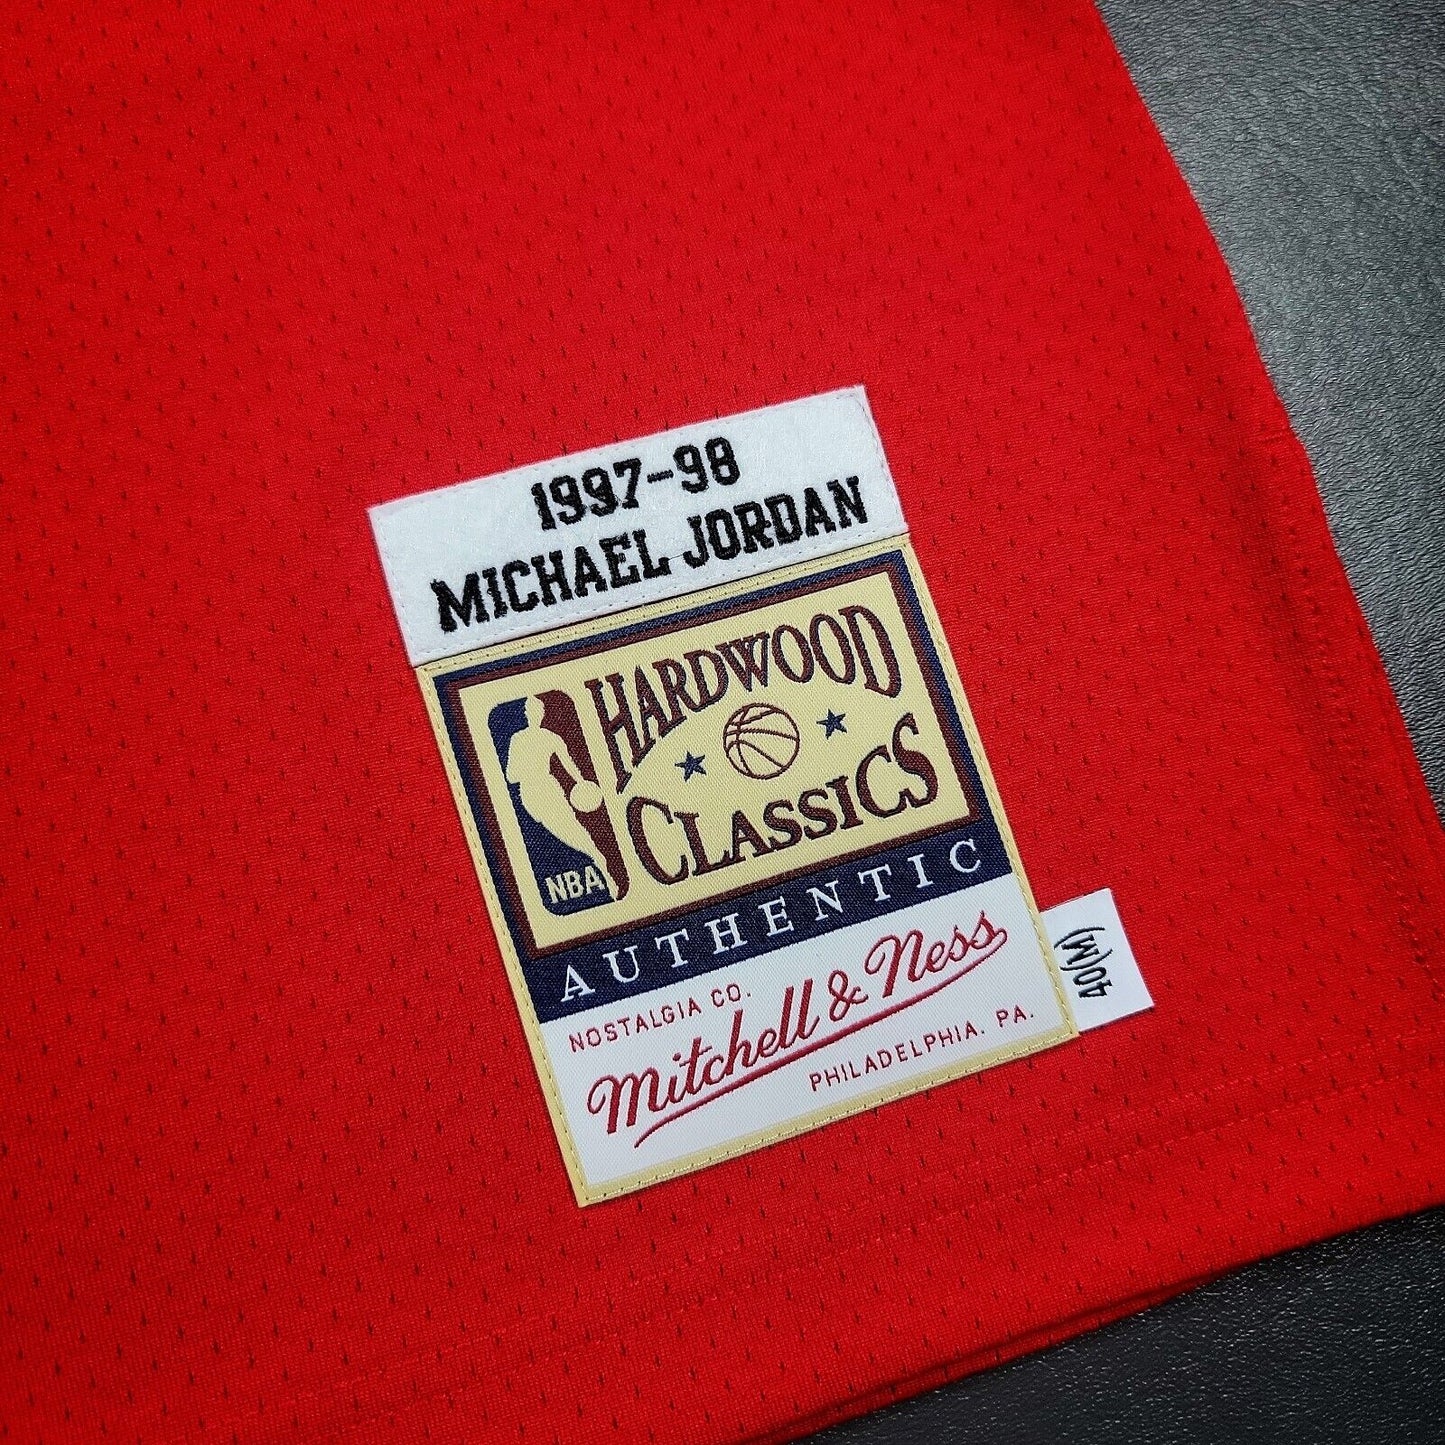 1997-98
MICHAEL JORDAN
HARDWOOD
CLASSICS
NBA
AUTHENTIC
NOSTALGIA CO.
Mitchell & Ness
PHILADELPHIA. PA.
40(M)